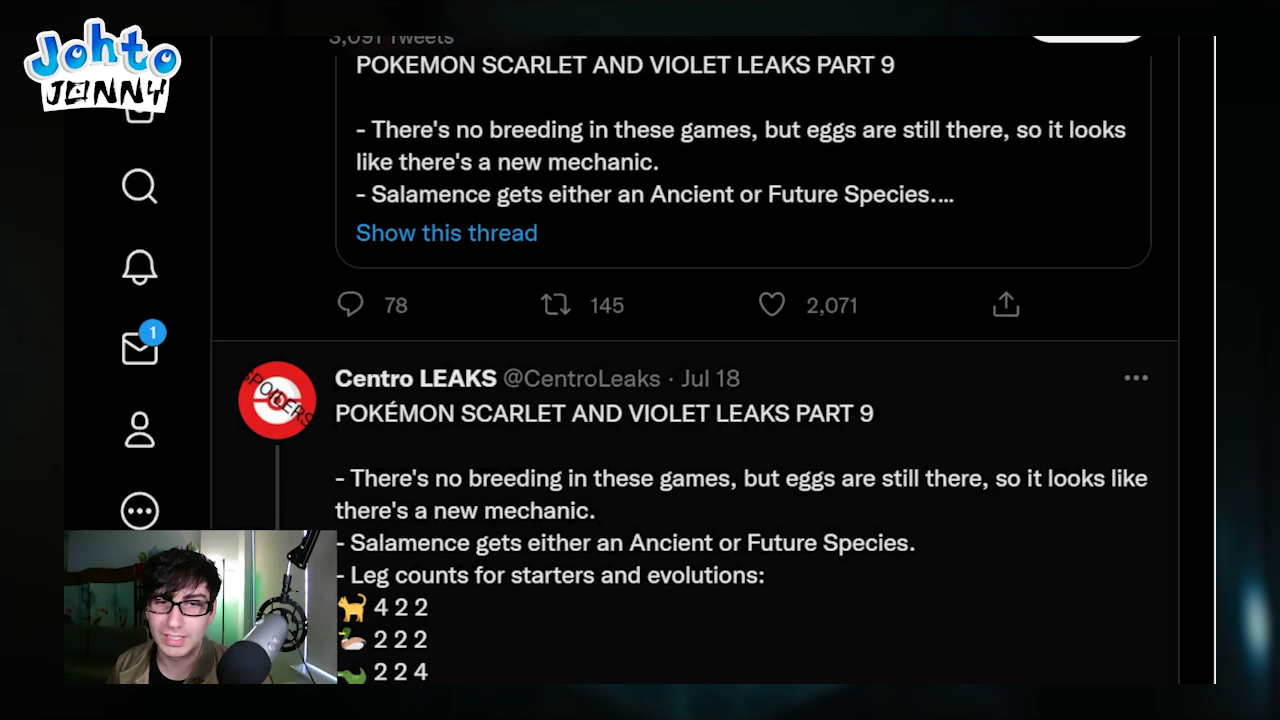 Johto
JONNY
3,091 Tweets
POKEMON SCARLET AND VIOLET LEAKS PART 9
- There's no breeding in these games, but eggs are still there, so it looks
like there's a new mechanic.
- Salamence gets either an Ancient or Future Species....
Show this thread
78 145 2,071
1
Centro LEAKS @CentroLeaks · Jul 18
SPOILERS
POKÉMON SCARLET AND VIOLET LEAKS PART 9
- There's no breeding in these games, but eggs are still there, so it looks like
there's a new mechanic.
- Salamence gets either an Ancient or Future Species.
- Leg counts for starters and evolutions:
🐈 4 2 2
🦆 2 2 2
🐊 2 2 4